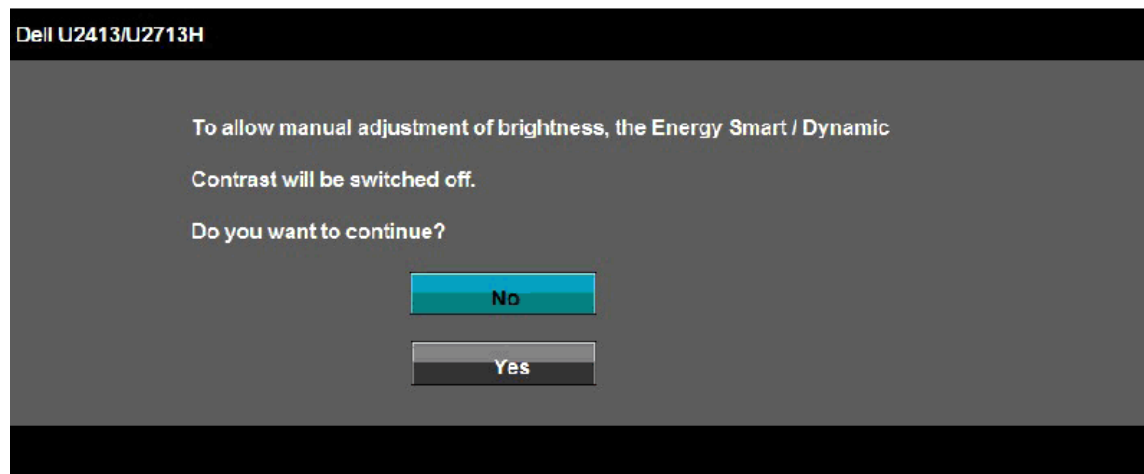 Dell U2413/U2713H
To allow manual adjustment of brightness, the Energy Smart / Dynamic
Contrast will be switched off.
Do you want to continue?
No
Yes